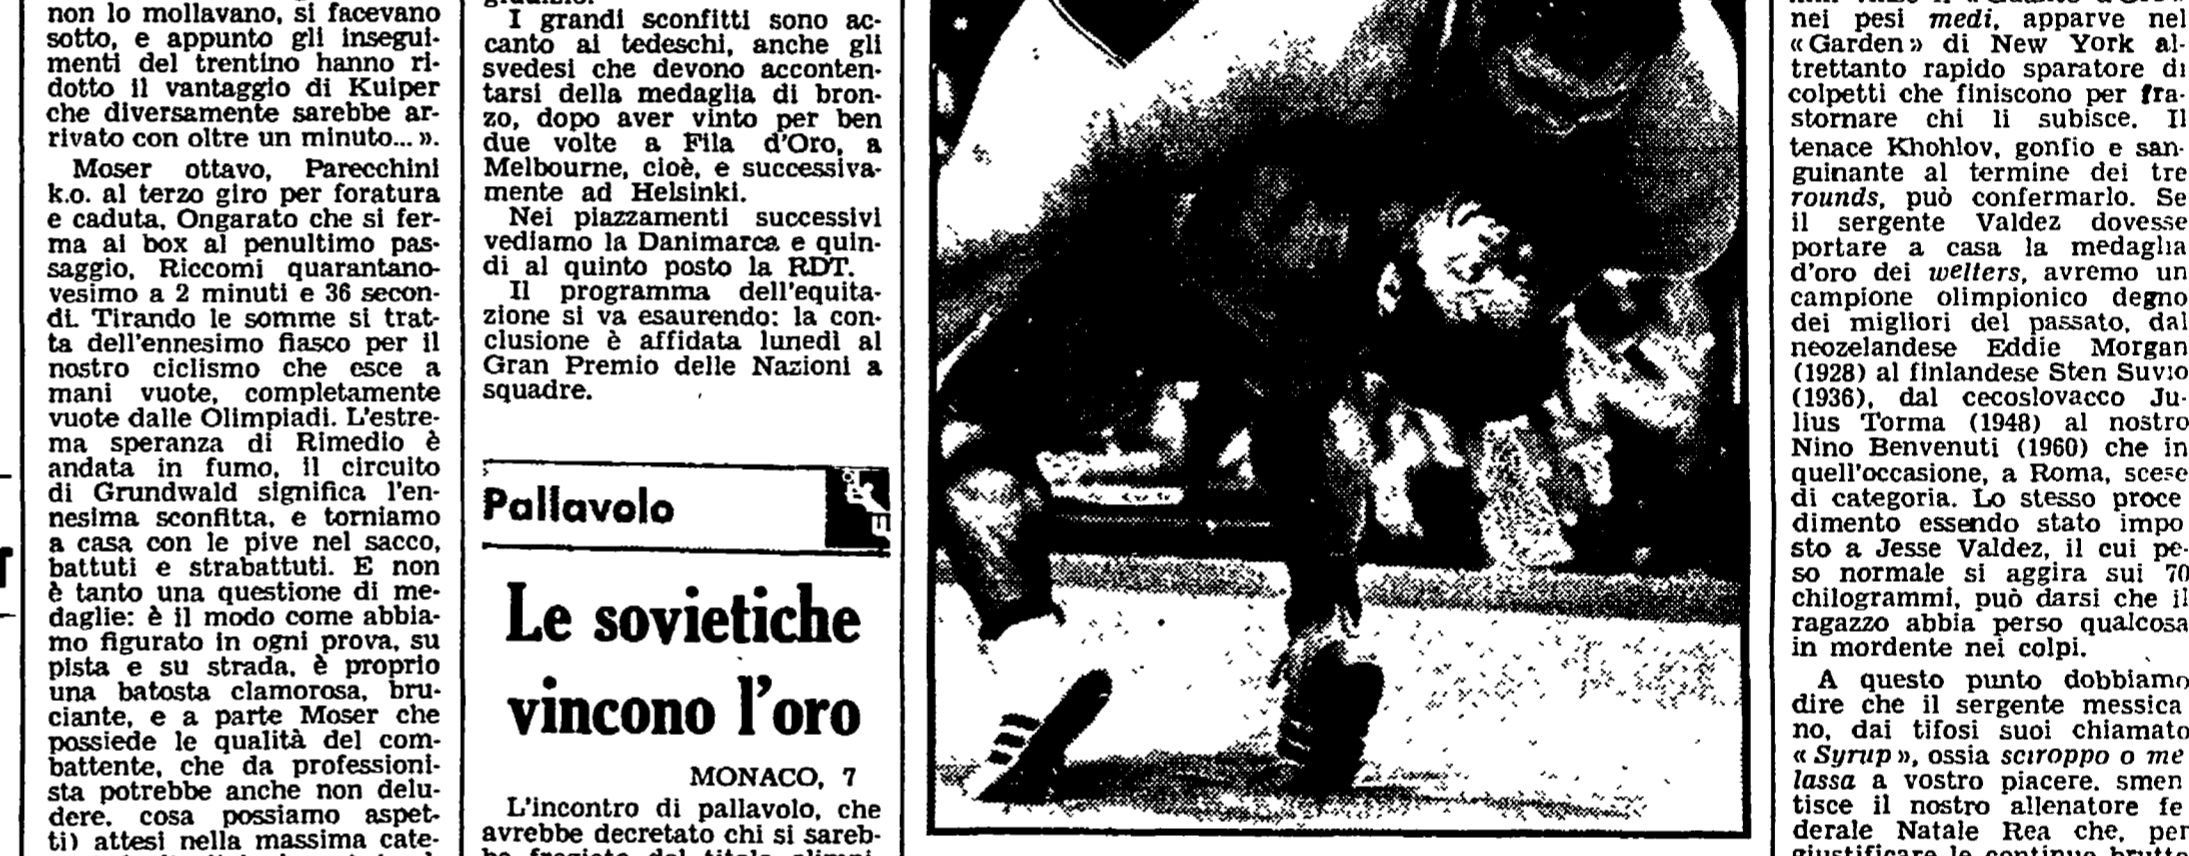 non lo mollavano, si facevano
sotto, e appunto gli insegui-
menti del trentino hanno ri-
dotto il vantaggio di Kuiper
che diversamente sarebbe ar-
rivato con oltre un minuto... ».
Moser ottavo, Parecchini
k.o. al terzo giro per foratura
e caduta, Ongarato che si fer-
ma ai box al penultimo pas-
saggio, Riccomi quarantano-
vesimo a 2 minuti e 36 secon-
di. Tirando le somme si trat-
ta dell'ennesimo fiasco per il
nostro ciclismo che esce a
mani vuote, completamente
vuote dalle Olimpiadi. L'estre-
ma speranza di Rimedio è
andata in fumo, il circuito
di Grundwald significa l'en-
nesima sconfitta, e torniamo
a casa con le pive nel sacco,
battuti e strabattuti. E non
è tanto una questione di me-
daglie: è il modo come abbia-
mo figurato in ogni prova, su
pista e su strada, è proprio
una batosta clamorosa, bru-
ciante, e a parte Moser che
possiede le qualità del com-
battente, che da professioni-
sta potrebbe anche non delu-
dere, cosa possiamo aspet-
ti) attesi nella massima cate-
I grandi sconfitti sono ac-
canto ai tedeschi, anche gli
svedesi che devono acconten-
tarsi della medaglia di bron-
zo, dopo aver vinto per ben
due volte a Fila d'Oro, a
Melbourne, cioè, e successiva-
mente ad Helsinki.
Nei piazzamenti successivi
vediamo la Danimarca e quin-
di al quinto posto la RDT.
Il programma dell'equita-
zione si va esaurendo: la con-
clusione è affidata lunedì al
Gran Premio delle Nazioni a
squadre.
Pallavolo
Le sovietiche
vincono l'oro
MONACO, 7
L'incontro di pallavolo, che
avrebbe decretato chi si sareb-
nei pesi medi, apparve nel
«Garden» di New York al-
trettanto rapido sparatore di
colpetti che finiscono per fra-
stornare chi li subisce. Il
tenace Khohlov, gonfio e san-
guinante al termine dei tre
rounds, può confermarlo. Se
il sergente Valdez dovesse
portare a casa la medaglia
d'oro dei welters, avremo un
campione olimpionico degno
dei migliori del passato, dal
neozelandese Eddie Morgan
(1928) al finlandese Sten Suvio
(1936), dal cecoslovacco Ju-
lius Torma (1948) al nostro
Nino Benvenuti (1960) che in
quell'occasione, a Roma, scese
di categoria. Lo stesso proce
dimento essendo stato impo
sto a Jesse Valdez, il cui pe-
so normale si aggira sui 70
chilogrammi, può darsi che il
ragazzo abbia perso qualcosa
in mordente nei colpi.
A questo punto dobbiamo
dire che il sergente messica
no, dai tifosi suoi chiamato
«Syrup», ossia sciroppo o me
lassa a vostro piacere, smen
tisce il nostro allenatore fe
derale Natale Rea che, per